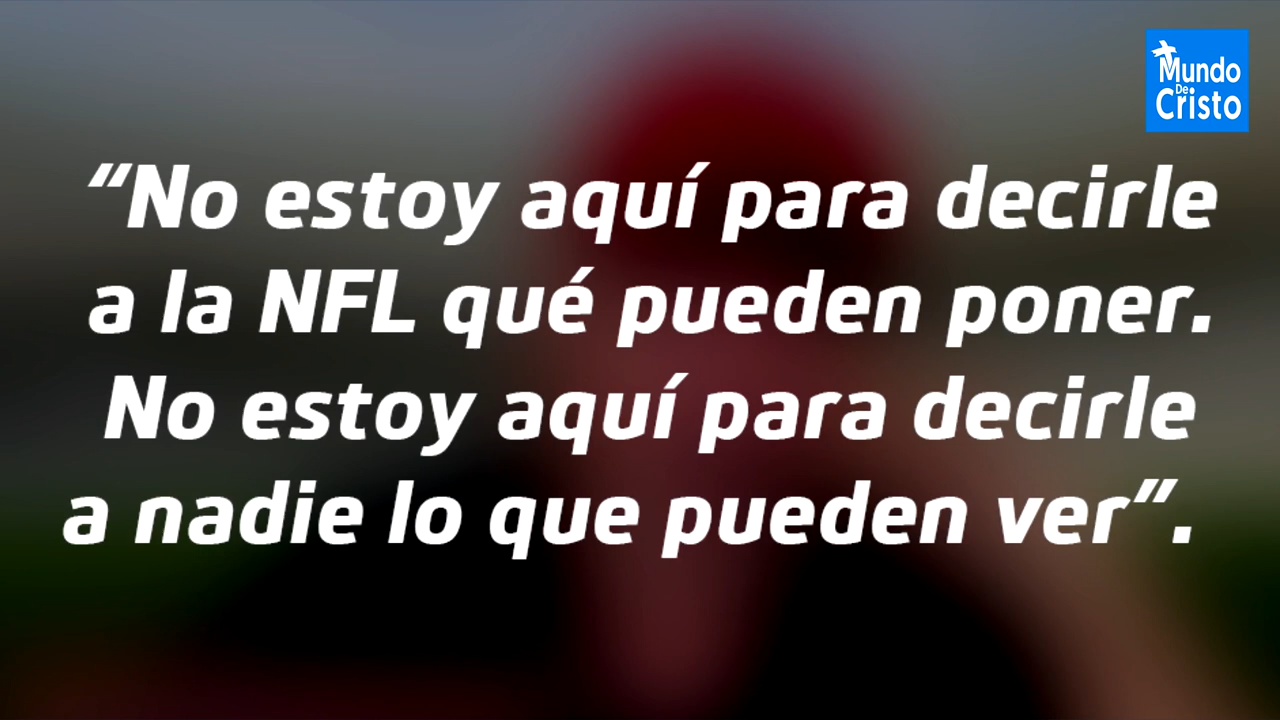 Mundo
De
Cristo
“No estoy aquí para decirle
a la NFL qué pueden poner.
No estoy aquí para decirle
a nadie lo que pueden ver”.